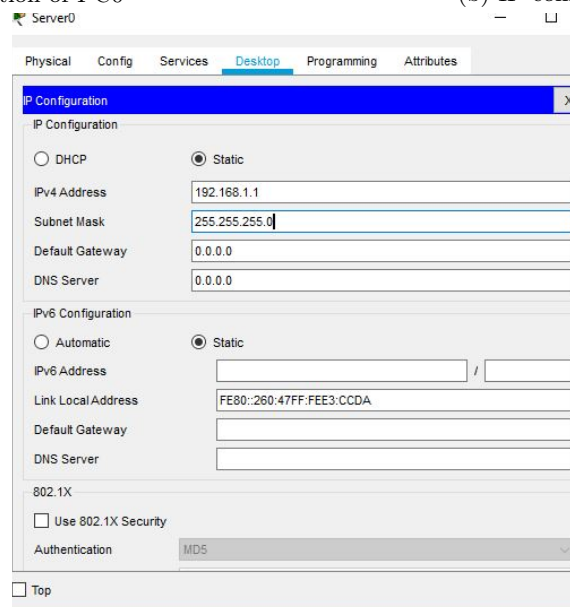 tion of PC0
Server0
Physical Config Services Desktop Programming Attributes
IP Configuration X
IP Configuration
DHCP Static
IPv4 Address 192.168.1.1
Subnet Mask 255.255.255.0
Default Gateway 0.0.0.0
DNS Server 0.0.0.0
IPv6 Configuration
Automatic Static
IPv6 Address /
Link Local Address FE80::260:47FF:FEE3:CCDA
Default Gateway
DNS Server
802.1X
Use 802.1X Security
Authentication MD5
Top